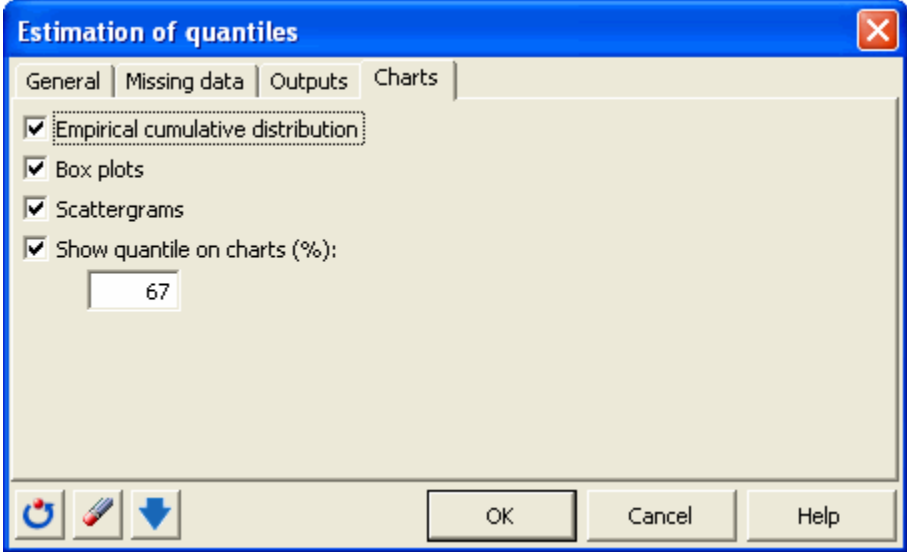 Estimation of quantiles
General Missing data Outputs Charts
Empirical cumulative distribution
Box plots
Scattergrams
Show quantile on charts (%):
67
OK Cancel Help